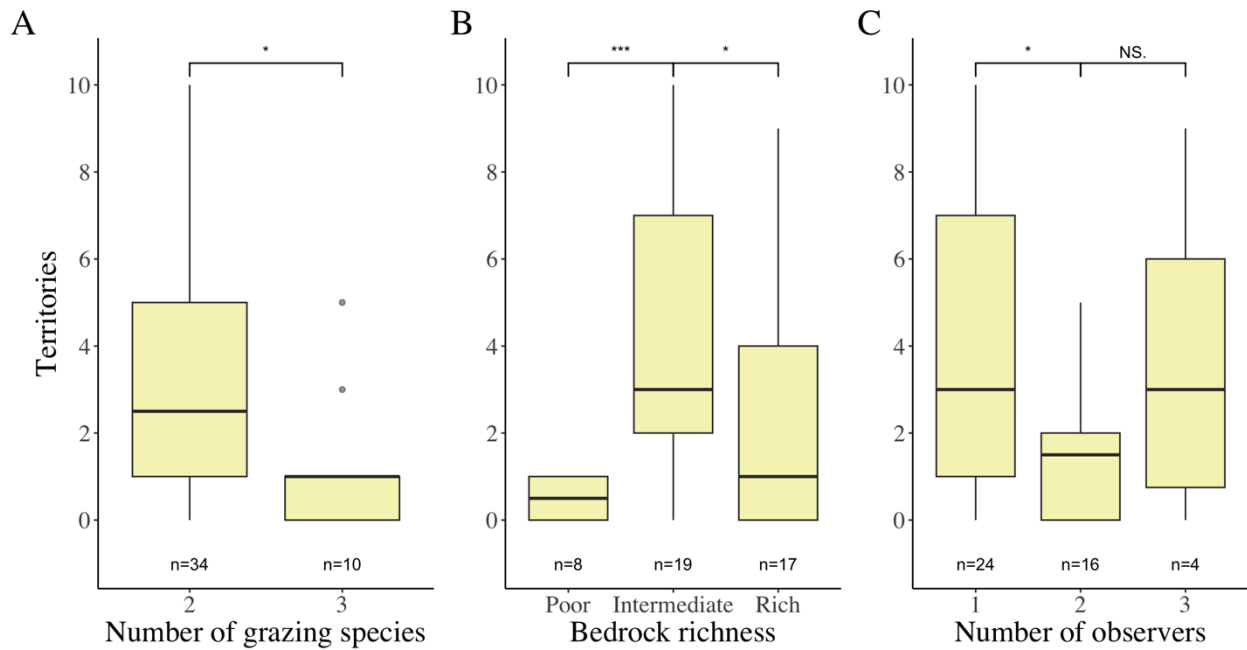 A
B
C
*
***
*
*
NS.
Territories
10
8
6
4
2
0
n=34
n=10
2
3
Number of grazing species
10
8
6
4
2
0
n=8
n=19
n=17
Poor
Intermediate
Rich
Bedrock richness
10
8
6
4
2
0
n=24
n=16
n=4
1
2
3
Number of observers